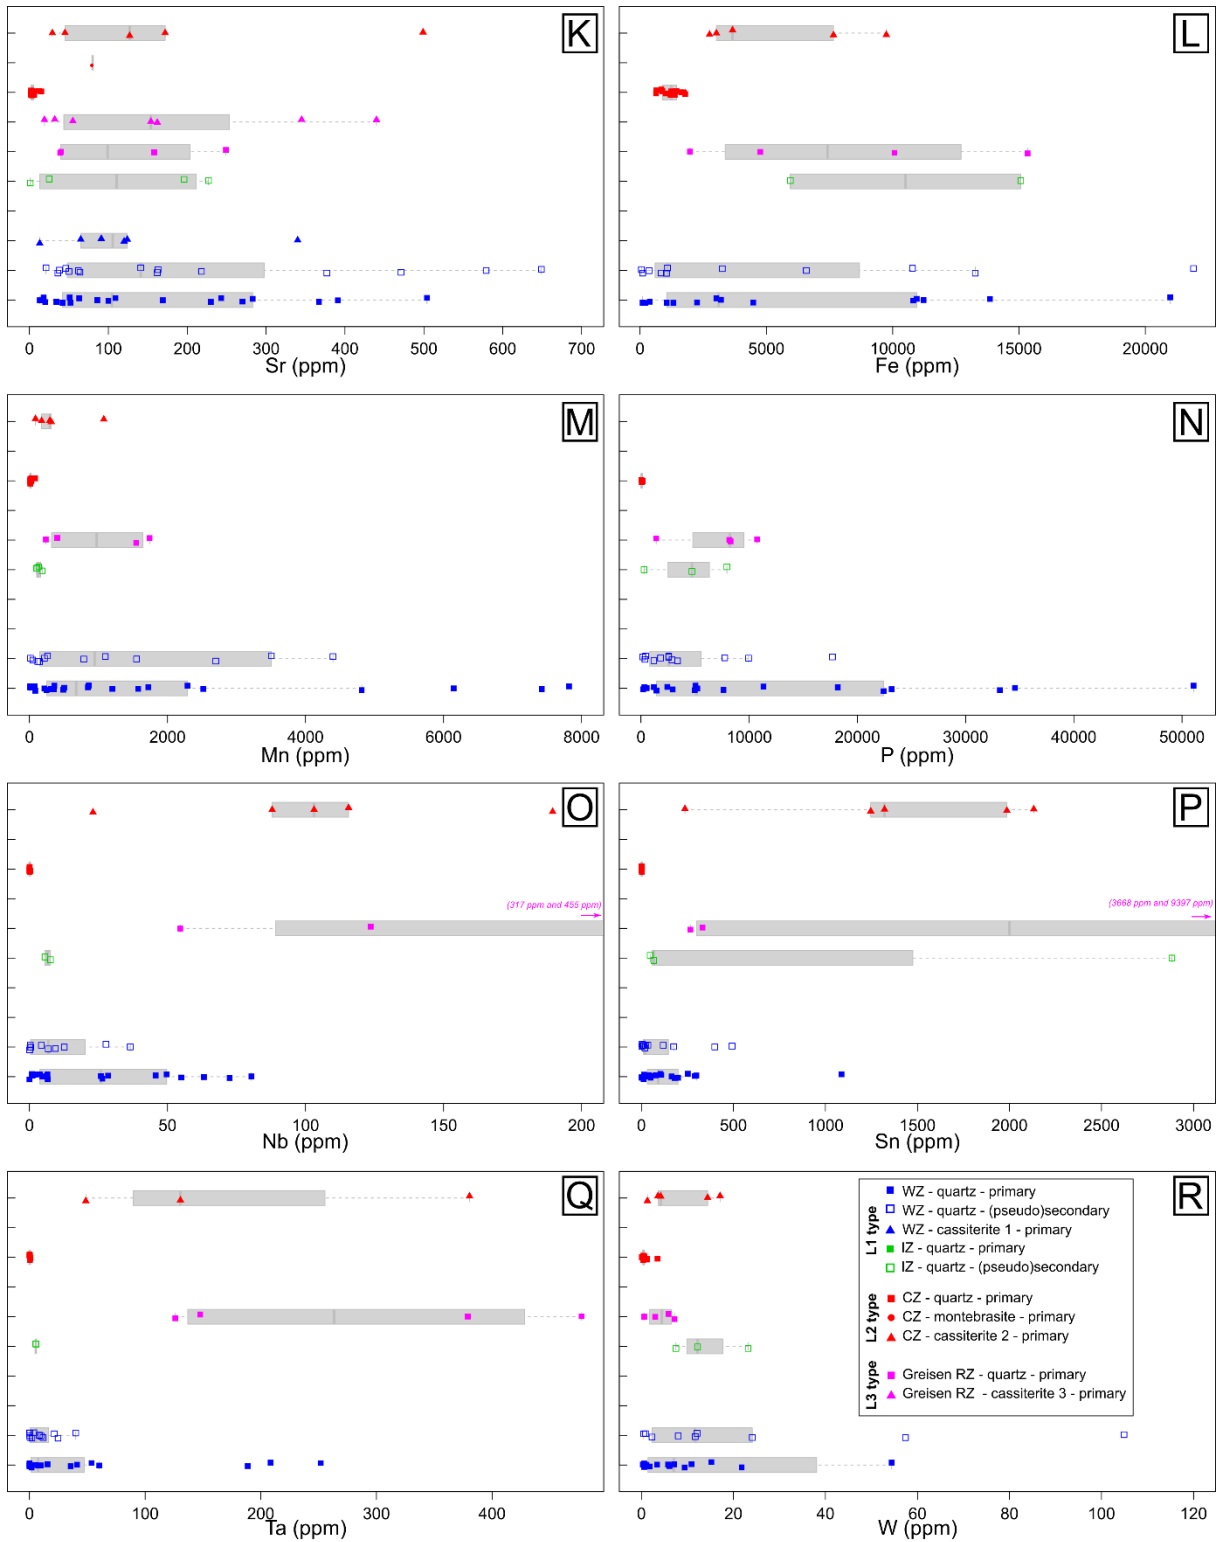 K
0 100 200 300 400 500 600 700
Sr (ppm)
L
0 5000 10000 15000 20000
Fe (ppm)
M
0 2000 4000 6000 8000
Mn (ppm)
N
0 10000 20000 30000 40000 50000
P (ppm)
O
(317 ppm and 455 ppm)
0 50 100 150 200
Nb (ppm)
P
(3668 ppm and 9397 ppm)
0 500 1000 1500 2000 2500 3000
Sn (ppm)
Q
0 100 200 300 400
Ta (ppm)
R
L1 type
WZ - quartz - primary
WZ - quartz - (pseudo)secondary
WZ - cassiterite 1 - primary
IZ - quartz - primary
IZ - quartz - (pseudo)secondary
L2 type
CZ - quartz - primary
CZ - montebrasite - primary
CZ - cassiterite 2 - primary
L3 type
Greisen RZ - quartz - primary
Greisen RZ - cassiterite 3 - primary
0 20 40 60 80 100 120
W (ppm)